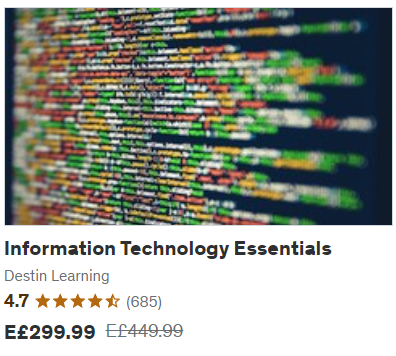 Information Technology Essentials
Destin Learning
4.7 (685)
E£299.99 E£449.99